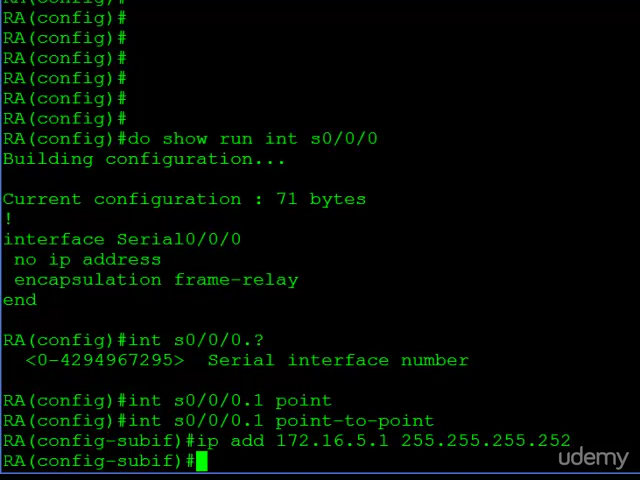 RA(config)#
RA(config)#
RA(config)#
RA(config)#
RA(config)#
RA(config)#
RA(config)#do show run int s0/0/0
Building configuration...
Current configuration : 71 bytes
!
interface Serial0/0/0
no ip address
encapsulation frame-relay
end
RA(config)#int s0/0/0.?
<0-4294967295> Serial interface number
RA(config)#int s0/0/0.1 point
RA(config)#int s0/0/0.1 point-to-point
RA(config-subif)#ip add 172.16.5.1 255.255.255.252
RA(config-subif)#
udemy